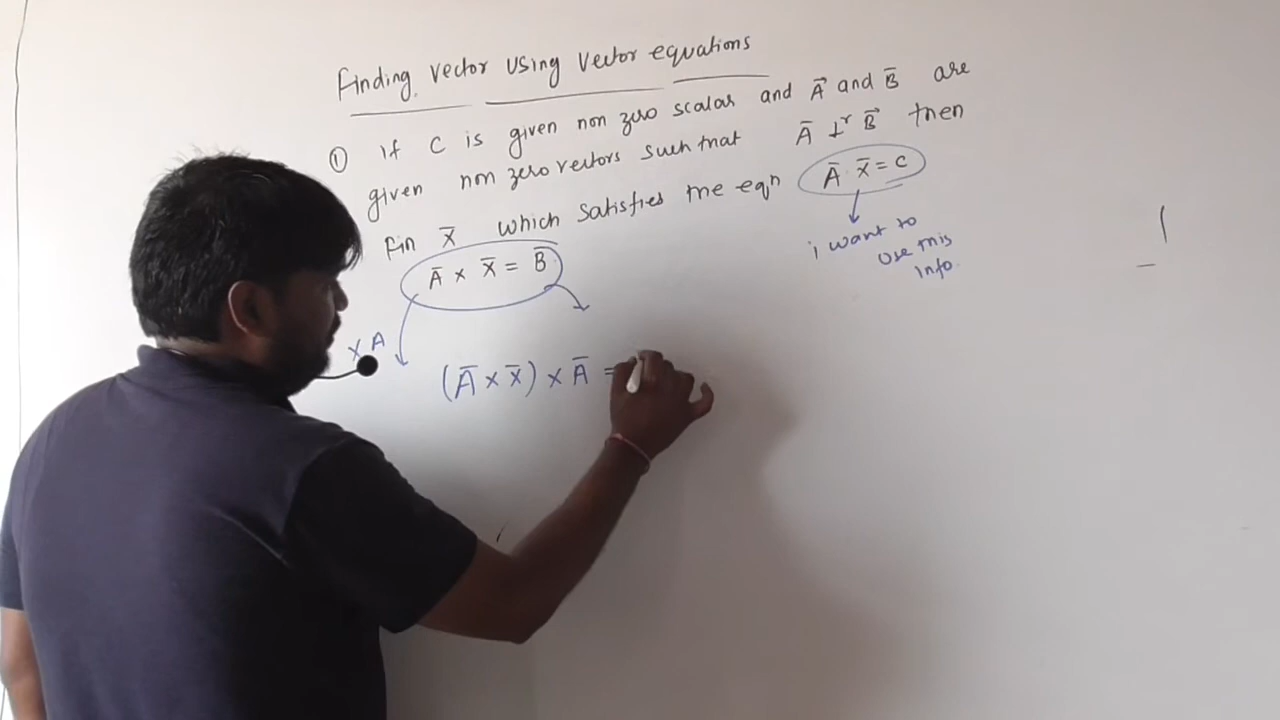 Finding vector using vector equations
① If C is given non zero scalar and A⃗ and B̅ are
given non zero vectors such that A̅ ⊥ʳ B⃗ then
Fin x̅ which satisfies the eqⁿ A̅ · x̅ = C
A̅ × x̅ = B̅
i want to
use this
info.
× A
(A̅ × x̅) × A̅ =